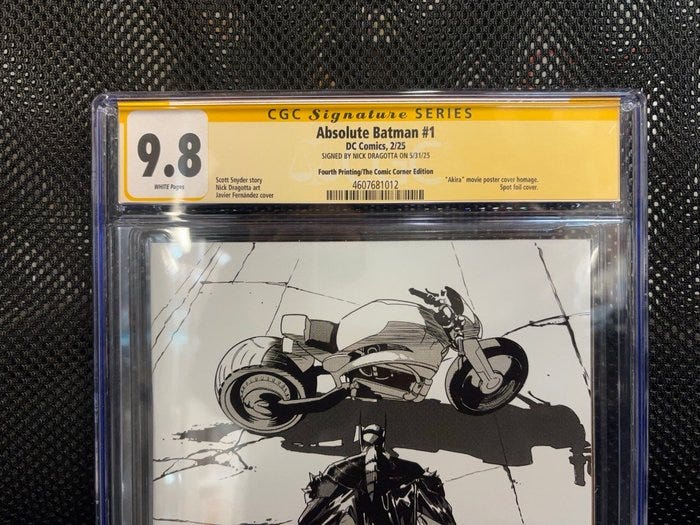 CGC Signature SERIES
9.8
WHITE Pages
Absolute Batman #1
DC Comics, 2/25
SIGNED BY NICK DRAGOTTA ON 5/31/25
Scott Snyder story
Nick Dragotta art
Javier Fernández cover
Fourth Printing/The Comic Corner Edition
4607681012
"Akira" movie poster cover homage.
Spot foil cover.